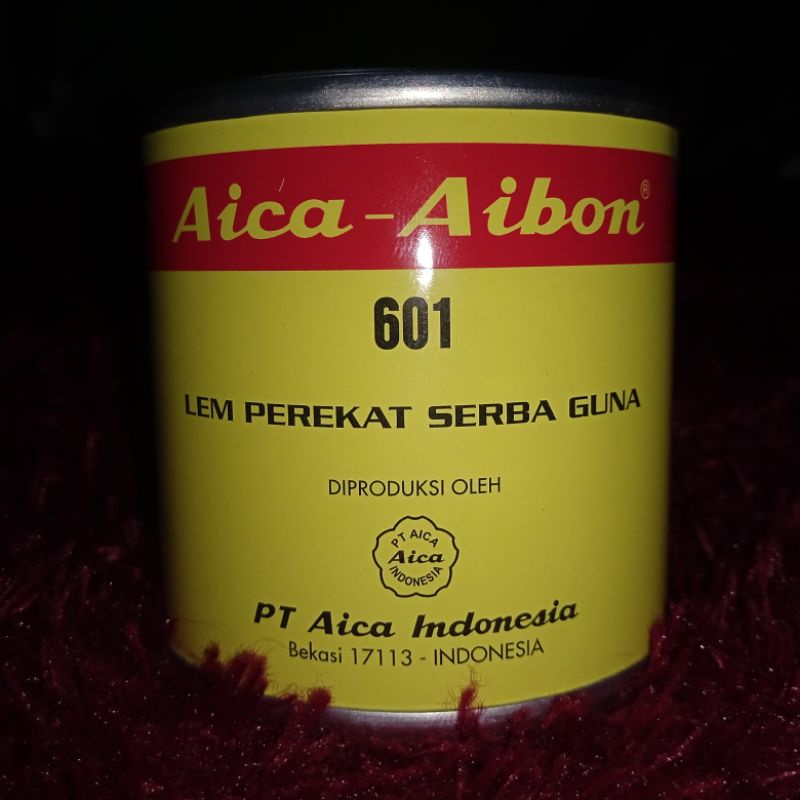 Aica-Aibon®
601
LEM PEREKAT SERBA GUNA
DIPRODUKSI OLEH
PT AICA
Aica
INDONESIA
PT Aica Indonesia
Bekasi 17113 - INDONESIA